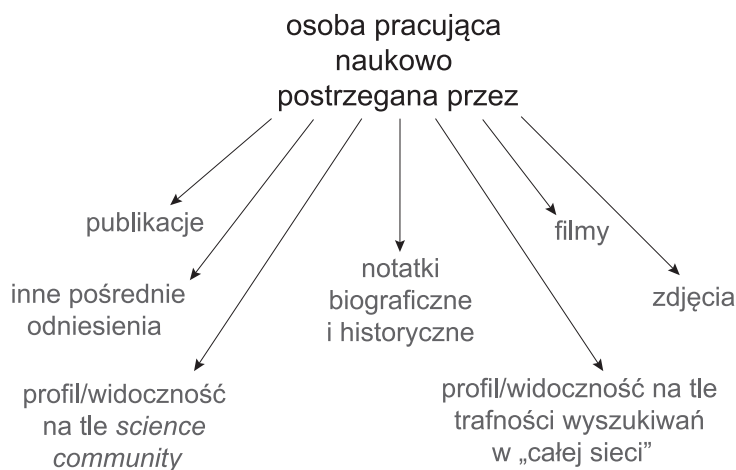 osoba pracująca
naukowo
postrzegana przez
publikacje
filmy
inne pośrednie
odniesienia
notatki
biograficzne
i historyczne
zdjęcia
profil/widoczność
na tle science
community
profil/widoczność na tle
trafności wyszukiwań
w „całej sieci”